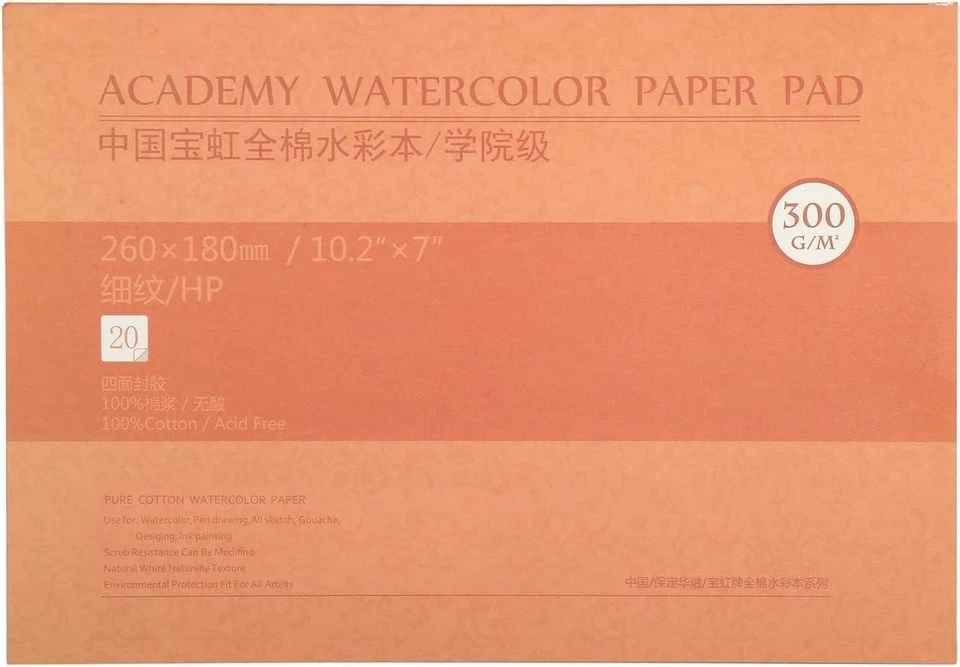 ACADEMY WATERCOLOR PAPER PAD
中国宝虹全棉水彩本/学院级
300
G/M²
260×180mm / 10.2"×7"
细纹/HP
20
四面封胶
100%棉浆 / 无酸
100%Cotton / Acid Free
PURE COTTON WATERCOLOR PAPER
Use for: Watercolor,Pen drawing,All sketch, Gouache,
Desiging, Ink painting
Scrub Resistance Can Be Modifind
Natural White Naturelly Texture
Environmental Protection Fit For All Artists
中国/保定华融/宝虹牌全棉水彩本系列